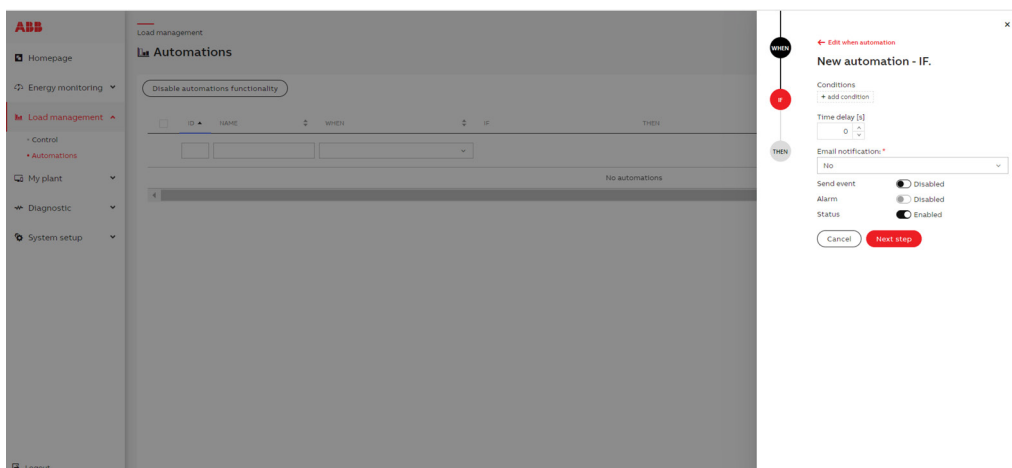 ABB
Homepage
Energy monitoring
Load management
Control
Automations
My plant
Diagnostic
System setup
Logout
Load management
Automations
Disable automations functionality
ID NAME WHEN IF THEN
No automations
WHEN
IF
THEN
← Edit when automation
New automation - IF.
Conditions
+ add condition
Time delay [s]
0
Email notification: *
No
Send event Disabled
Alarm Disabled
Status Enabled
Cancel Next step